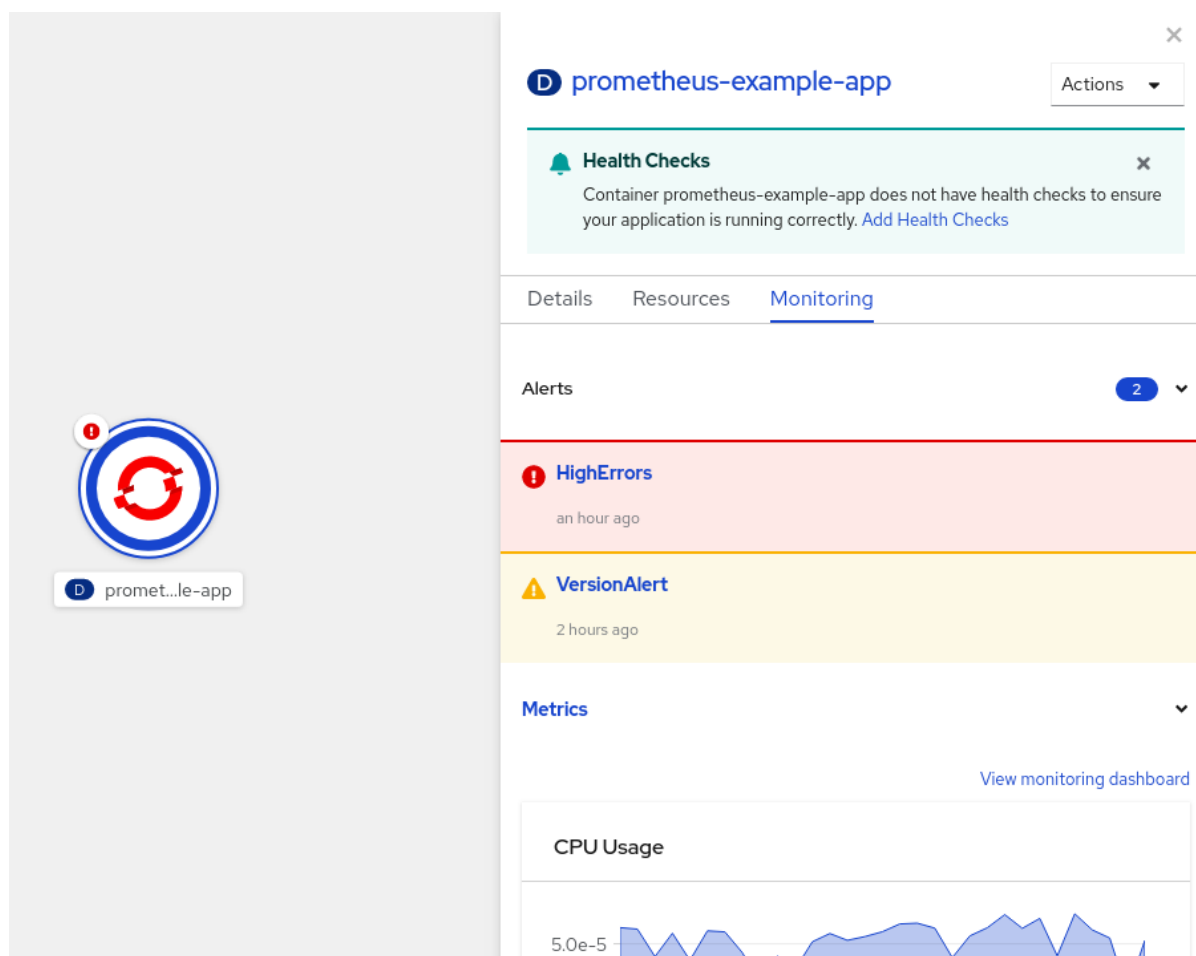 D prometheus-example-app
Actions
Health Checks
Container prometheus-example-app does not have health checks to ensure
your application is running correctly. Add Health Checks
Details Resources Monitoring
Alerts
2
HighErrors
an hour ago
D promet...le-app
VersionAlert
2 hours ago
Metrics
View monitoring dashboard
CPU Usage
5.0e-5